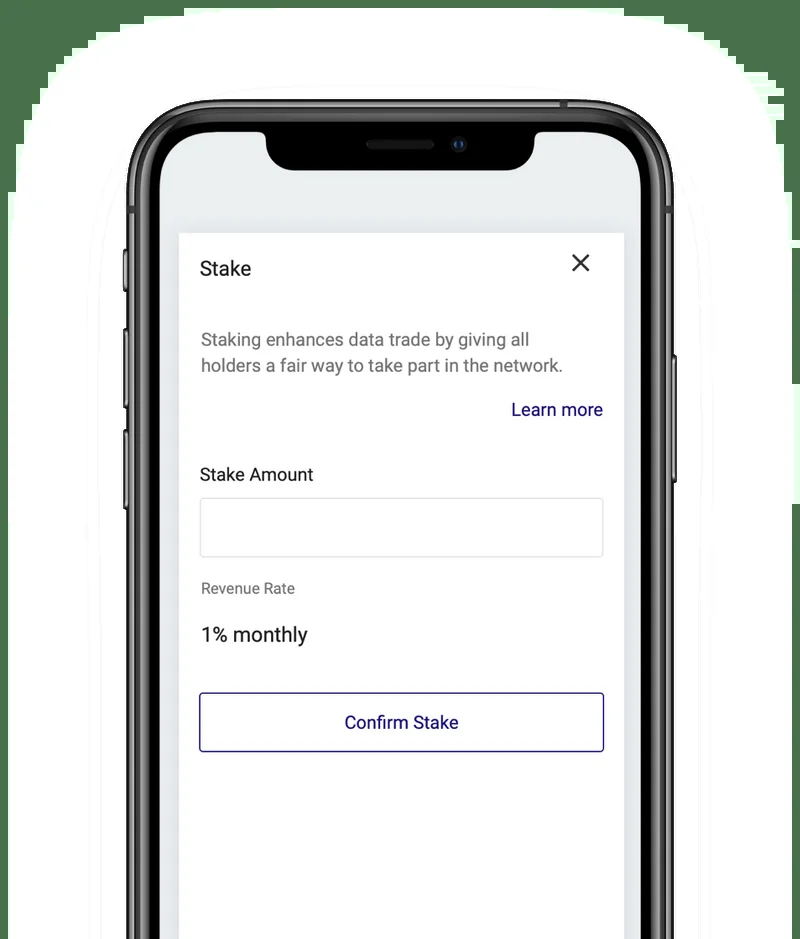 Stake
Staking enhances data trade by giving all
holders a fair way to take part in the network.
Learn more
Stake Amount
Revenue Rate
1% monthly
Confirm Stake